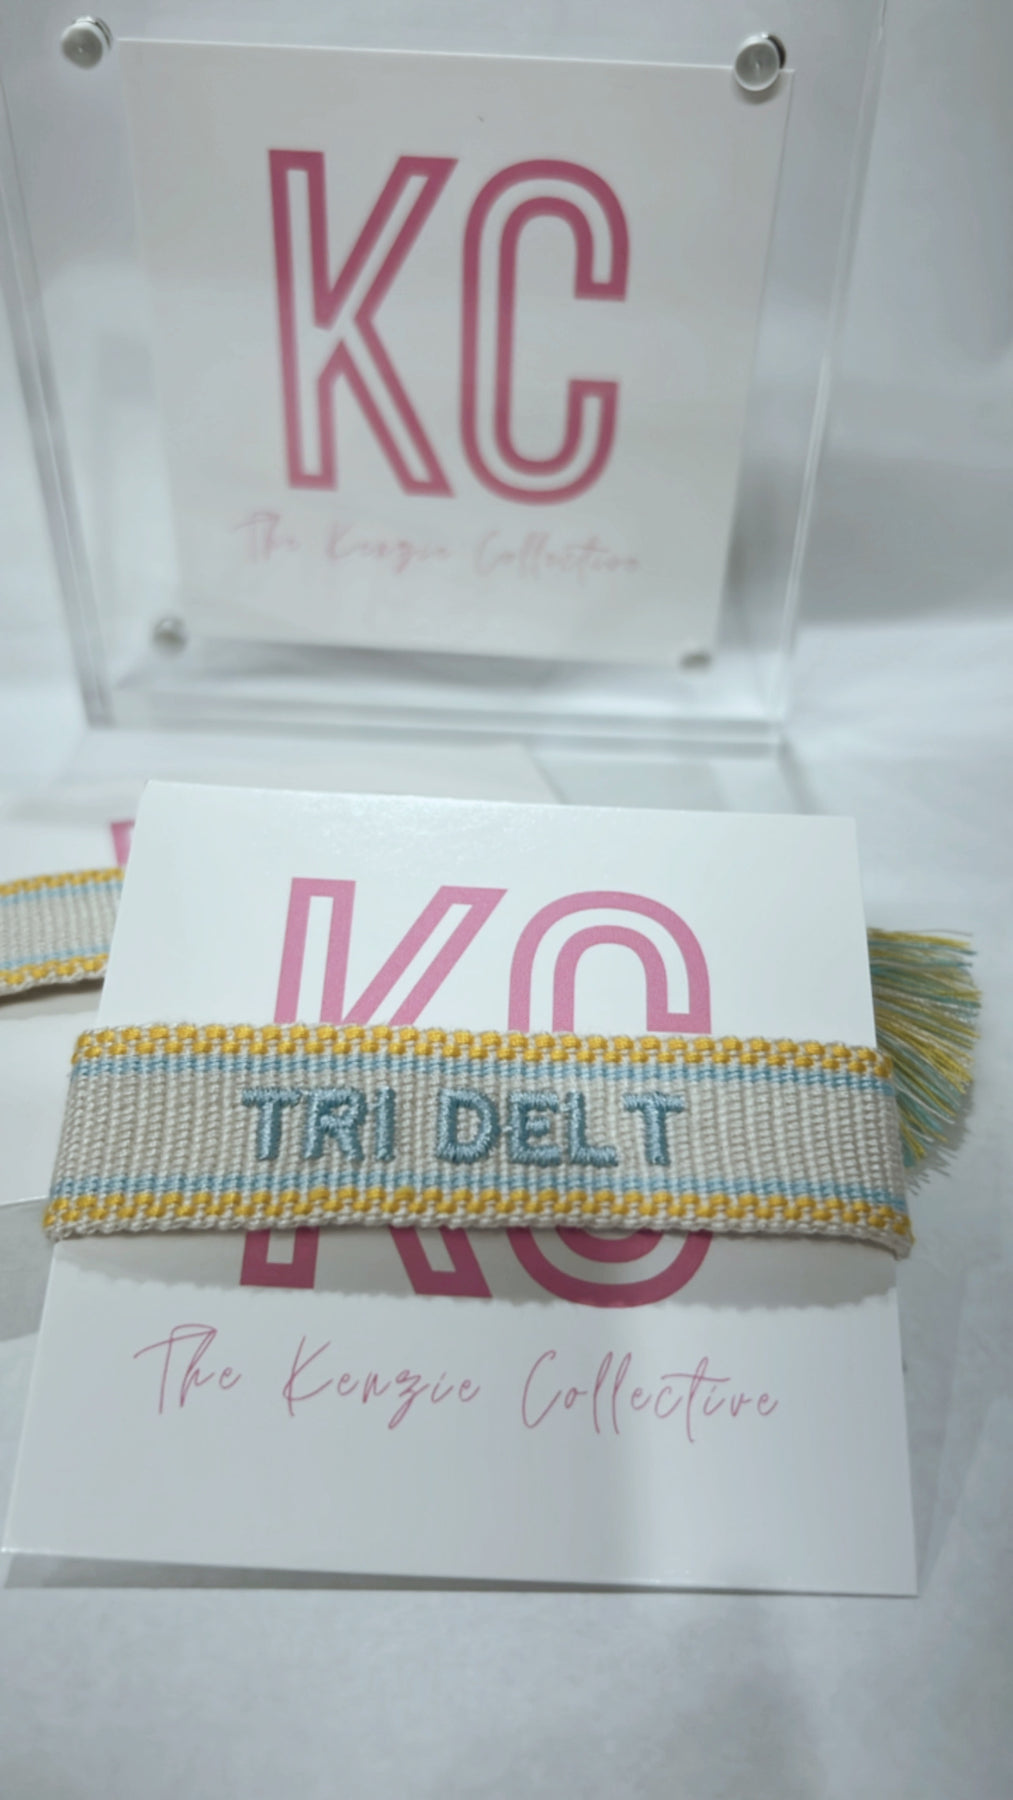 KC
The Kenzie Collective
KC
TRI DELT
The Kenzie Collective